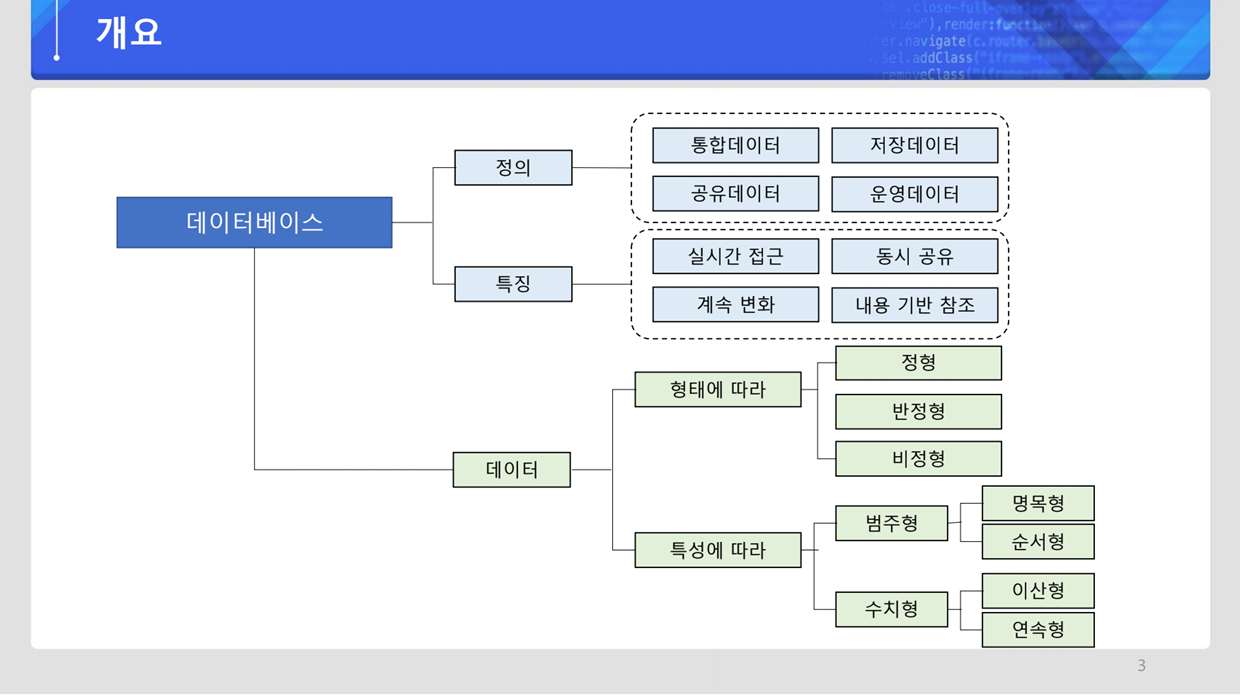 개요
데이터베이스
정의
통합데이터
저장데이터
공유데이터
운영데이터
특징
실시간 접근
동시 공유
계속 변화
내용 기반 참조
데이터
형태에 따라
정형
반정형
비정형
특성에 따라
범주형
명목형
순서형
수치형
이산형
연속형
3